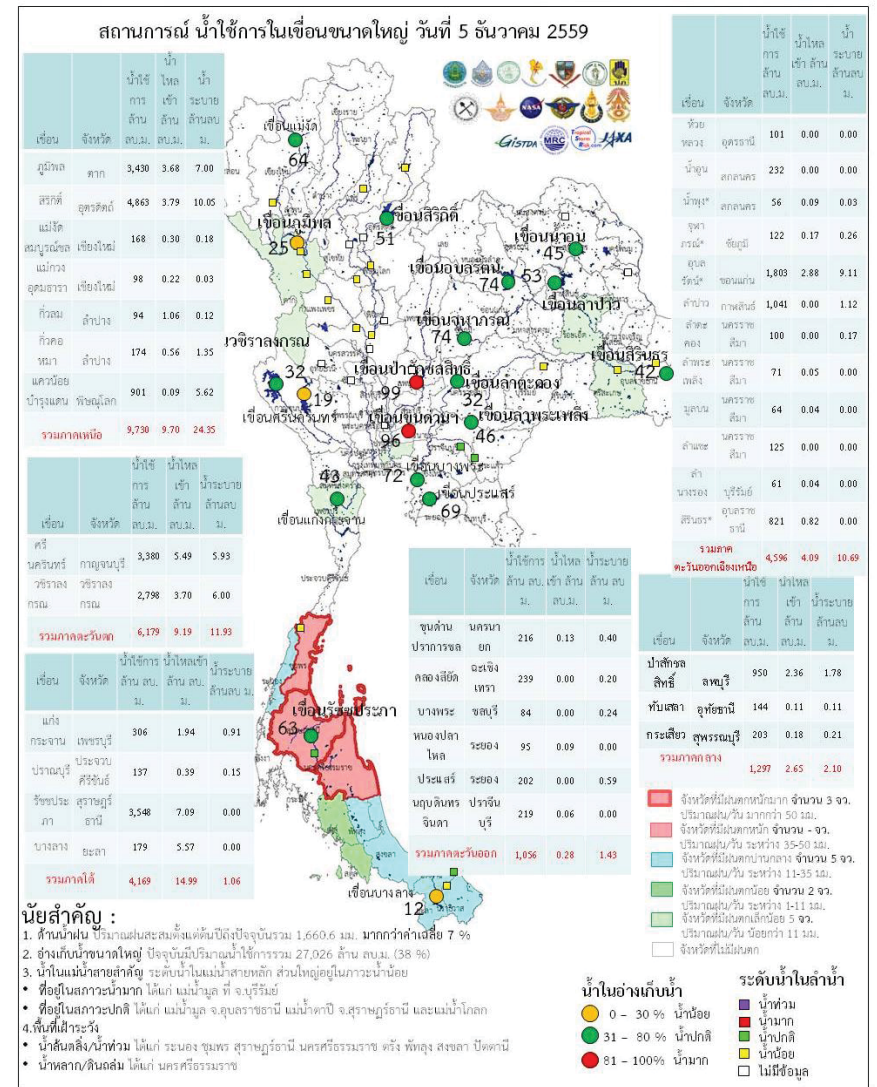 สถานการณ์ น้ำใช้การในเขื่อนขนาดใหญ่ วันที่ 5 ธันวาคม 2559
เขื่อน จังหวัด น้ำใช้การ ล้าน ลบ.ม. น้ำไหลเข้า ล้าน ลบ.ม. น้ำระบาย ล้านลบ ม.
ภูมิพล ตาก 3,430 3.68 7.00
สิริกิติ์ อุตรดิตถ์ 4,863 3.79 10.05
แม่งัดสมบูรณ์ชล เชียงใหม่ 168 0.30 0.18
แม่กวงอุดมธารา เชียงใหม่ 98 0.22 0.03
กิ่วลม ลำปาง 94 1.06 0.12
กิ่วคอหมา ลำปาง 174 0.56 1.35
แควน้อยบำรุงแดน พิษณุโลก 901 0.09 5.62
รวมภาคเหนือ 9,730 9.70 24.35
เขื่อน จังหวัด น้ำใช้การ ล้าน ลบ.ม. น้ำไหลเข้า ล้าน ลบ.ม. น้ำระบาย ล้านลบ ม.
ศรีนครินทร์ กาญจนบุรี 3,380 5.49 5.93
วชิราลงกรณ วชิราลงกรณ 2,798 3.70 6.00
รวมภาคตะวันตก 6,179 9.19 11.93
เขื่อน จังหวัด น้ำใช้การ ล้าน ลบ.ม. น้ำไหลเข้า ล้าน ลบ.ม. น้ำระบาย ล้านลบ ม.
แก่งกระจาน เพชรบุรี 306 1.94 0.91
ปราณบุรี ประจวบคีรีขันธ์ 137 0.39 0.15
รัชชประภา สุราษฎร์ธานี 3,548 7.09 0.00
บางลาง ยะลา 179 5.57 0.00
รวมภาคใต้ 4,169 14.99 1.06
เขื่อน จังหวัด น้ำใช้การ ล้าน ลบ.ม. น้ำไหลเข้า ล้าน ลบ.ม. น้ำระบาย ล้านลบ ม.
ห้วยหลวง อุดรธานี 101 0.00 0.00
น้ำอูน สกลนคร 232 0.00 0.00
น้ำพุง* สกลนคร 56 0.09 0.03
จุฬาภรณ์* ชัยภูมิ 122 0.17 0.26
อุบลรัตน์* ขอนแก่น 1,803 2.88 9.11
ลำปาว กาฬสินธ์ 1,041 0.00 1.12
ลำตะคอง นครราชสีมา 100 0.00 0.17
ลำพระเพลิง นครราชสีมา 71 0.05 0.00
มูลบน นครราชสีมา 64 0.04 0.00
ลำแชะ นครราชสีมา 125 0.00 0.00
ลำนางรอง บุรีรัมย์ 61 0.04 0.00
สิรินธร* อุบลราชธานี 821 0.82 0.00
รวมภาคตะวันออกเฉียงเหนือ 4,596 4.09 10.69
เขื่อน จังหวัด น้ำใช้การ ล้าน ลบ.ม. น้ำไหลเข้า ล้าน ลบ.ม. น้ำระบาย ล้าน ลบ ม.
ขุนด่านปราการชล นครนายก 216 0.13 0.40
คลองสียัด ฉะเชิงเทรา 239 0.00 0.20
บางพระ ชลบุรี 84 0.00 0.24
หนองปลาไหล ระยอง 95 0.09 0.00
ประแสร์ ระยอง 202 0.00 0.59
นฤบดินทรจินดา ปราจีนบุรี 219 0.06 0.00
รวมภาคตะวันออก 1,056 0.28 1.43
เขื่อน จังหวัด น้ำใช้การ ล้าน ลบ.ม. น้ำไหลเข้า ล้าน ลบ.ม. น้ำระบาย ล้านลบ ม.
ป่าสักชลสิทธิ์ ลพบุรี 950 2.36 1.78
ทับเสลา อุทัยธานี 144 0.11 0.11
กระเสียว สุพรรณบุรี 203 0.18 0.21
รวมภาคกลาง 1,297 2.65 2.10
GISTDA MRC JAXA
NASA
เขื่อนแม่งัด 64
เขื่อนสิริกิติ์ 51
เขื่อนภูมิพล 25
เขื่อนน้ำอูน 45
เขื่อนอุบลรัตน์ 74
53 เขื่อนลำปาว
เขื่อนจุฬาภรณ์ 74
วชิราลงกรณ์ 32
19 เขื่อนศรีนครินทร์
เขื่อนป่าสักชลสิทธิ์ 99
เขื่อนลำตะคอง 32
เขื่อนสิรินธร 42
เขื่อนขุนด่านฯ 96
เขื่อนลำพระเพลิง 46
72 เขื่อนบางพระ
เขื่อนประแสร์ 69
43 เขื่อนแก่งกระจาน
เขื่อนรัชชประภา 63
เขื่อนบางลาง 12
จังหวัดที่มีฝนตกหนักมาก จำนวน 3 จว.
ปริมาณฝน/วัน มากกว่า 50 มม.
จังหวัดที่มีฝนตกหนัก จำนวน - จว.
ปริมาณฝน/วัน ระหว่าง 35-50 มม.
จังหวัดที่มีฝนตกปานกลาง จำนวน 5 จว.
ปริมาณฝน/วัน ระหว่าง 11-35 มม.
จังหวัดที่มีฝนตกน้อย จำนวน 2 จว.
ปริมาณฝน/วัน ระหว่าง 1-11 มม.
จังหวัดที่มีฝนตกเล็กน้อย 5 จว.
ปริมาณฝน/วัน น้อยกว่า 11 มม.
จังหวัดที่ไม่มีฝนตก
นัยสำคัญ :
1. ด้านน้ำฝน ปริมาณฝนสะสมตั้งแต่ต้นปีถึงปัจจุบันรวม 1,660.6 มม. มากกว่าค่าเฉลี่ย 7 %
2. อ่างเก็บน้ำขนาดใหญ่ ปัจจุบันมีปริมาณน้ำใช้การรวม 27,026 ล้าน ลบ.ม. (38 %)
3. น้ำในแม่น้ำสายสำคัญ ระดับน้ำในแม่น้ำสายหลัก ส่วนใหญ่อยู่ในภาวะน้ำน้อย
• ที่อยู่ในสภาวะน้ำมาก ได้แก่ แม่น้ำมูล ที่ จ.บุรีรัมย์
• ที่อยู่ในสภาวะปกติ ได้แก่ แม่น้ำมูล จ.อุบลราชธานี แม่น้ำตาปี จ.สุราษฎร์ธานี และแม่น้ำโกลก
4.พื้นที่เฝ้าระวัง
• น้ำล้นตลิ่ง/น้ำท่วม ได้แก่ ระนอง ชุมพร สุราษฎร์ธานี นครศรีธรรมราช ตรัง พัทลุง สงขลา ปัตตานี
• น้ำหลาก/ดินถล่ม ได้แก่ นครศรีธรรมราช
น้ำในอ่างเก็บน้ำ
0 – 30 % น้ำน้อย
31 – 80 % น้ำปกติ
81 – 100% น้ำมาก
ระดับน้ำในลำน้ำ
น้ำท่วม
น้ำมาก
น้ำปกติ
น้ำน้อย
ไม่มีข้อมูล